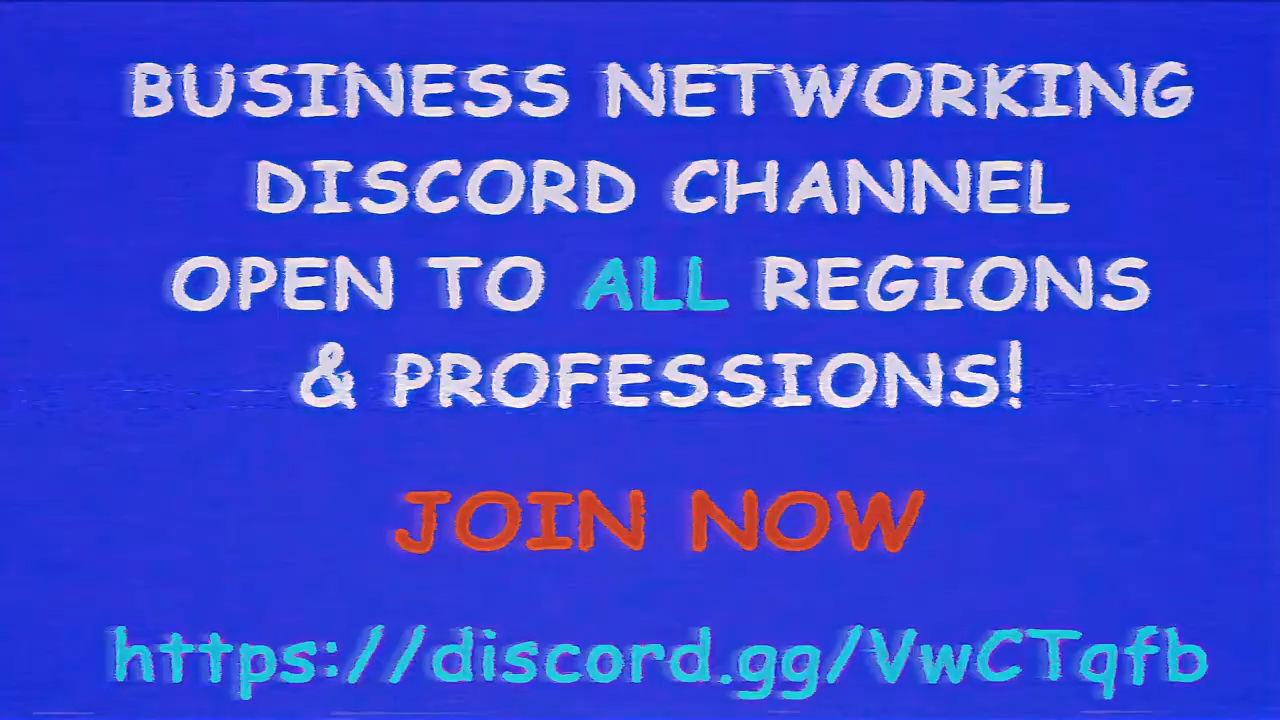 BUSINESS NETWORKING
DISCORD CHANNEL
OPEN TO ALL REGIONS
& PROFESSIONS!
JOIN NOW
https://discord.gg/VwCTqfb